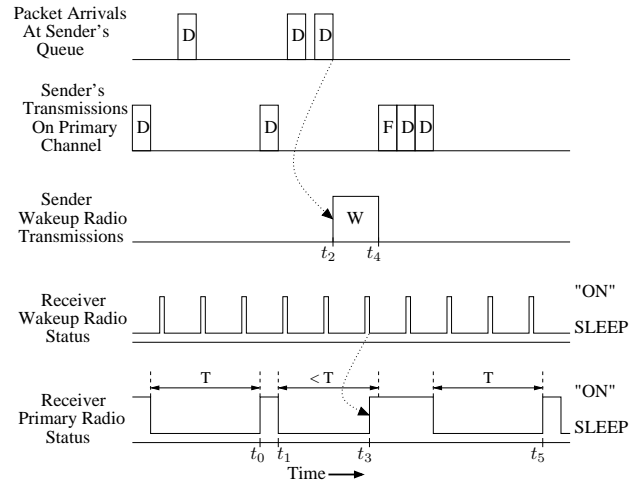 Packet Arrivals
At Sender's
Queue
D
D
D
Sender's
Transmissions
On Primary
Channel
D
D
F
D
D
Sender
Wakeup Radio
Transmissions
W
t2
t4
Receiver
Wakeup Radio
Status
"ON"
SLEEP
T
< T
T
Receiver
Primary Radio
Status
"ON"
SLEEP
t0
t1
t3
t5
Time